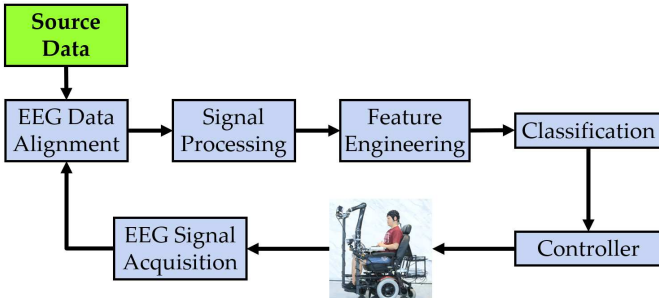 Source
Data
EEG Data
Alignment
Signal
Processing
Feature
Engineering
Classification
EEG Signal
Acquisition
Controller